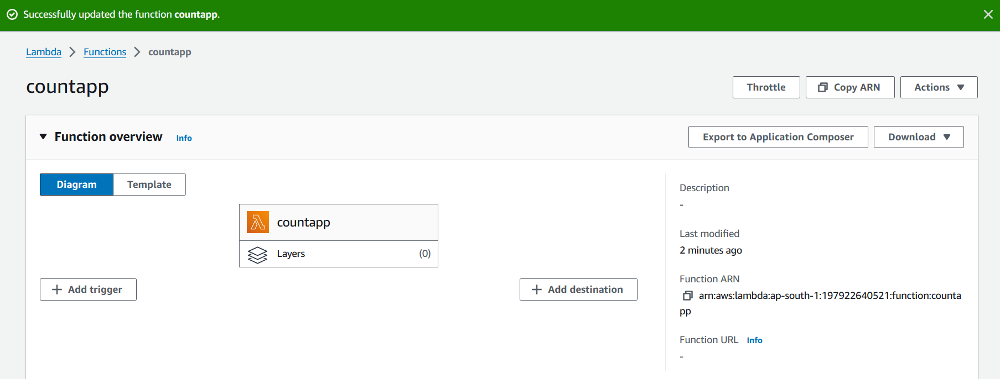 Successfully updated the function countapp.
Lambda
Functions
countapp
countapp
Throttle
Copy ARN
Actions
Function overview
Info
Export to Application Composer
Download
Diagram
Template
countapp
Layers
(0)
+ Add trigger
+ Add destination
Description
-
Last modified
2 minutes ago
Function ARN
arn:aws:lambda:ap-south-1:197922640521:function:counta
pp
Function URL
Info
-